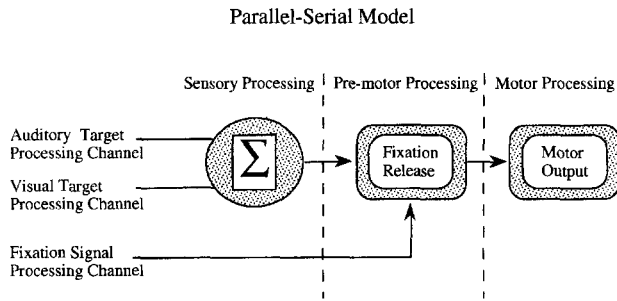 Parallel-Serial Model
Sensory Processing
Pre-motor Processing
Motor Processing
Auditory Target
Processing Channel
Visual Target
Processing Channel
Σ
Fixation
Release
Motor
Output
Fixation Signal
Processing Channel